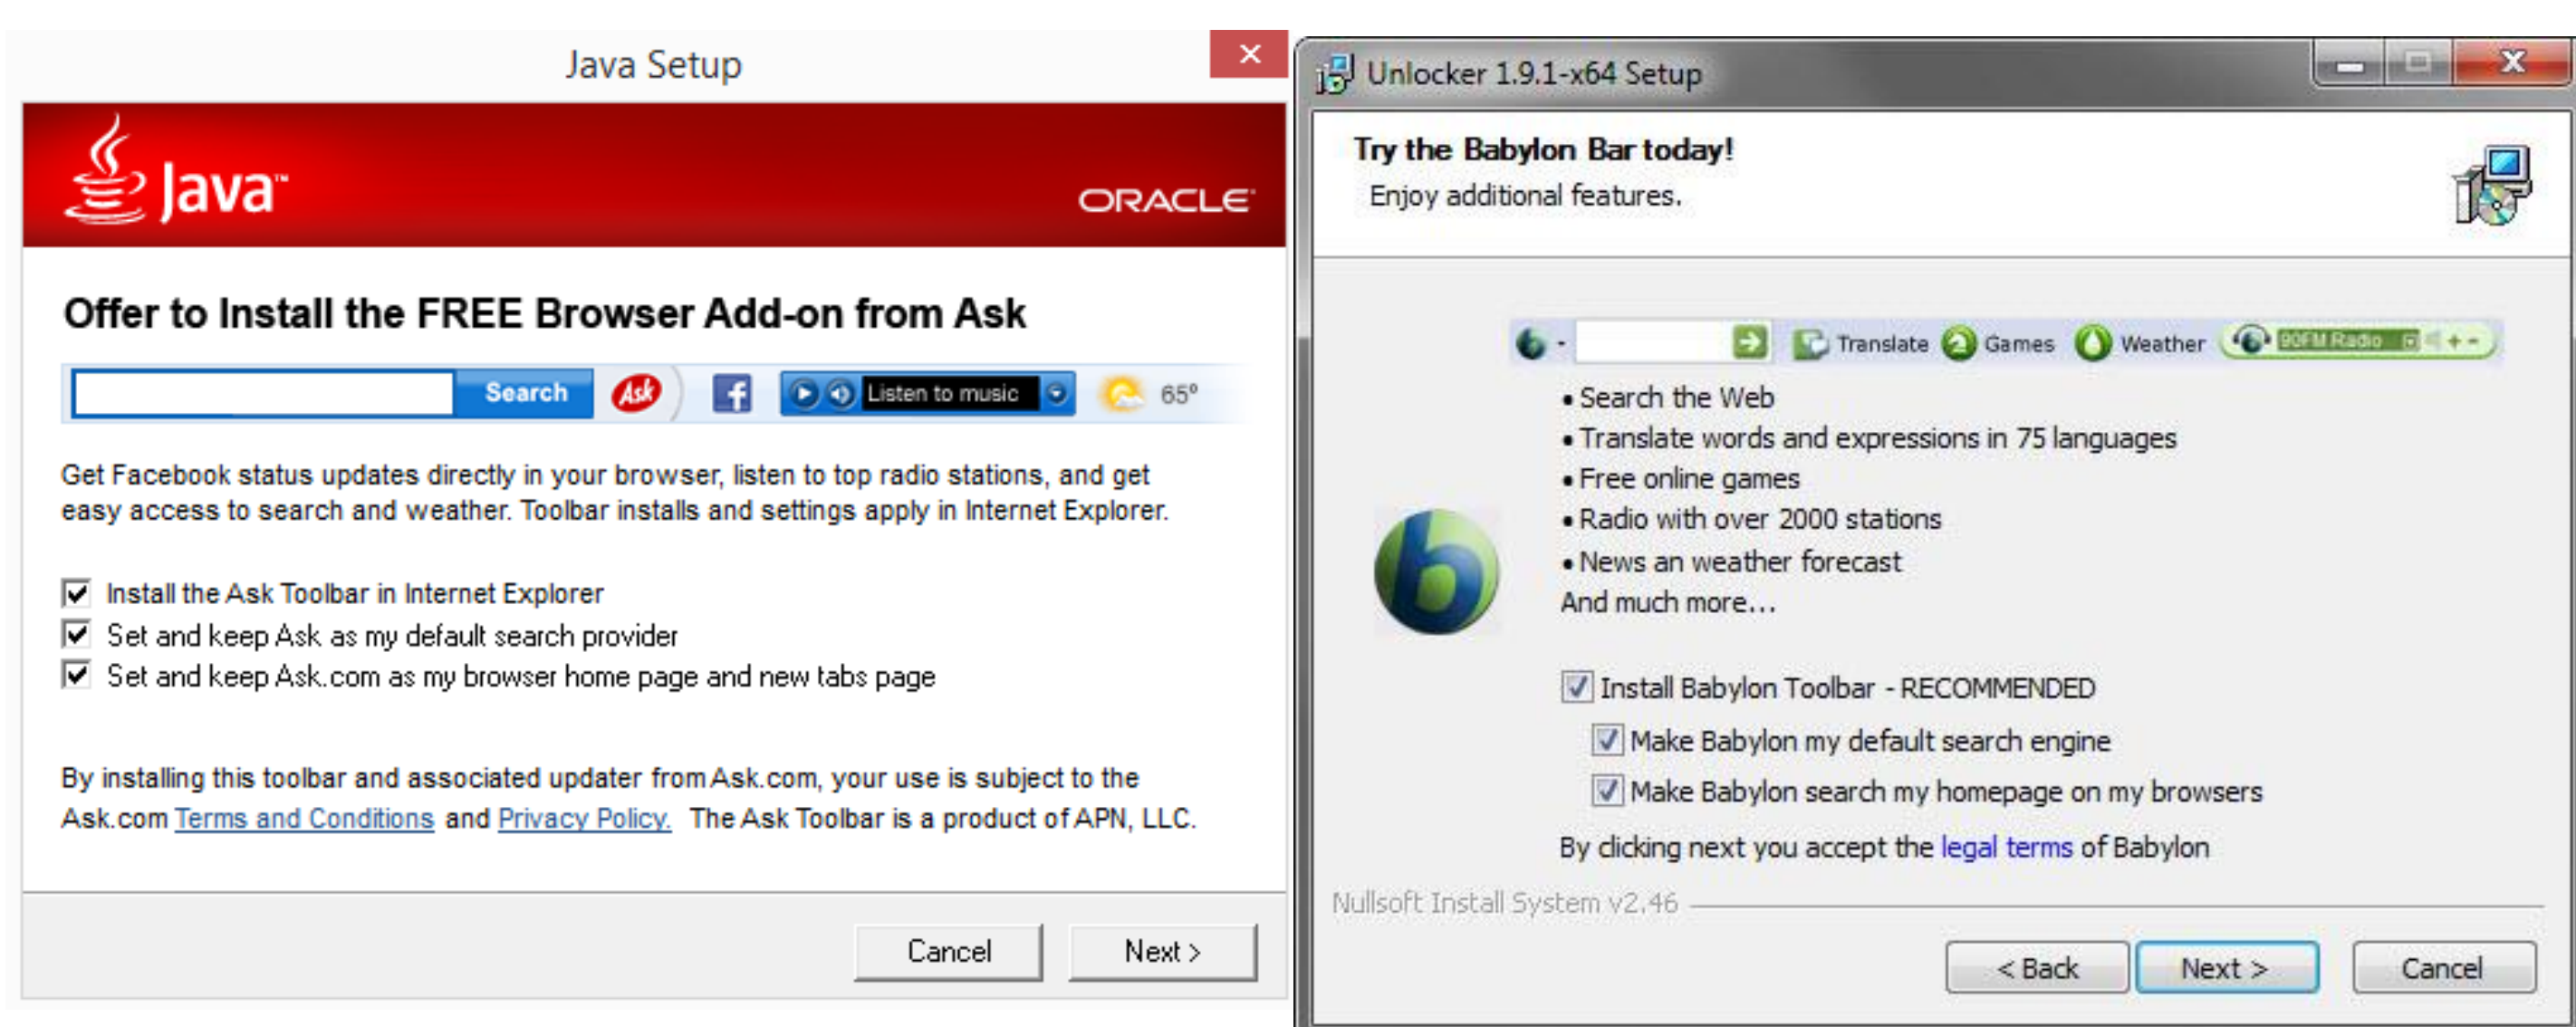 Java Setup
Java™
ORACLE
Offer to Install the FREE Browser Add-on from Ask
Search Ask f Listen to music 65°
Get Facebook status updates directly in your browser, listen to top radio stations, and get
easy access to search and weather. Toolbar installs and settings apply in Internet Explorer.
Install the Ask Toolbar in Internet Explorer
Set and keep Ask as my default search provider
Set and keep Ask.com as my browser home page and new tabs page
By installing this toolbar and associated updater from Ask.com, your use is subject to the
Ask.com Terms and Conditions and Privacy Policy. The Ask Toolbar is a product of APN, LLC.
Cancel Next >
Unlocker 1.9.1-x64 Setup
Try the Babylon Bar today!
Enjoy additional features.
Translate Games Weather 90FM Radio
• Search the Web
• Translate words and expressions in 75 languages
• Free online games
• Radio with over 2000 stations
• News an weather forecast
And much more...
b
Install Babylon Toolbar - RECOMMENDED
Make Babylon my default search engine
Make Babylon search my homepage on my browsers
By clicking next you accept the legal terms of Babylon
Nullsoft Install System v2.46
< Back Next > Cancel